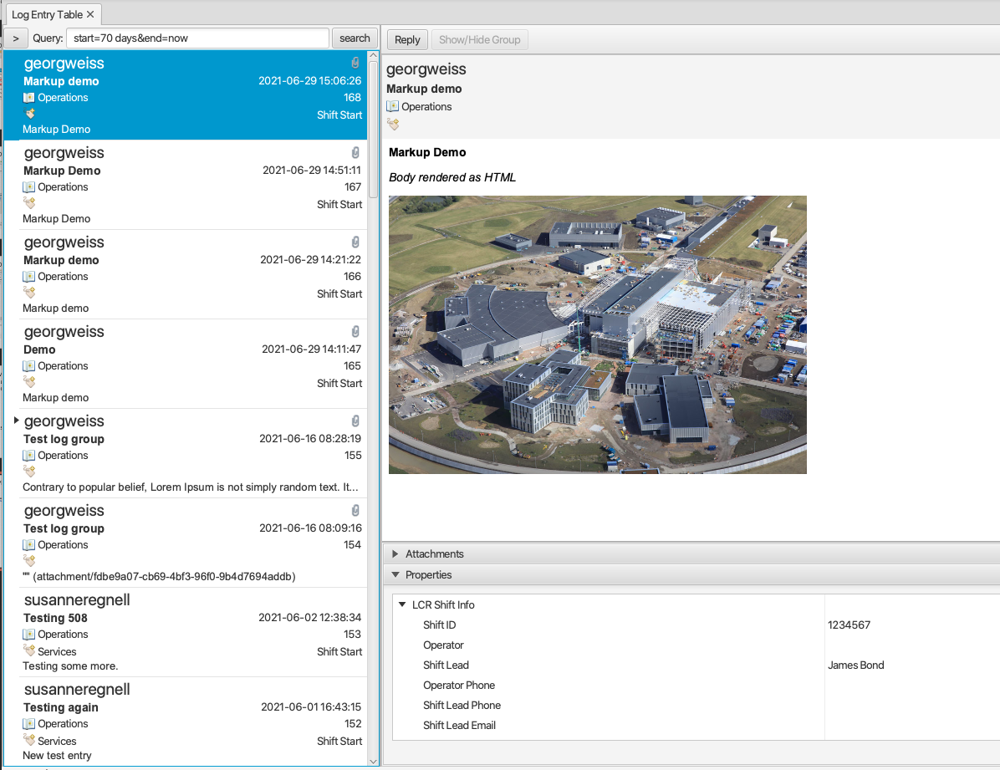 Log Entry Table
> Query: start=70 days&end=now search
georgweiss
Markup demo 2021-06-29 15:06:26
Operations 168
Shift Start
Markup Demo
georgweiss
Markup Demo 2021-06-29 14:51:11
Operations 167
Shift Start
Markup Demo
georgweiss
Markup demo 2021-06-29 14:21:22
Operations 166
Shift Start
Markup demo
georgweiss
Demo 2021-06-29 14:11:47
Operations 165
Shift Start
Markup demo
georgweiss
Test log group 2021-06-16 08:28:19
Operations 155
Contrary to popular belief, Lorem Ipsum is not simply random text. It...
georgweiss
Test log group 2021-06-16 08:09:16
Operations 154
"" (attachment/fdbe9a07-cb69-4bf3-96f0-9b4d7694addb)
susanneregnell
Testing 508 2021-06-02 12:38:34
Operations 153
Services Shift Start
Testing some more.
susanneregnell
Testing again 2021-06-01 16:43:15
Operations 152
Services Shift Start
New test entry
Reply Show/Hide Group
georgweiss
Markup demo
Operations
Markup Demo
Body rendered as HTML
Attachments
Properties
LCR Shift Info
Shift ID 1234567
Operator
Shift Lead James Bond
Operator Phone
Shift Lead Phone
Shift Lead Email